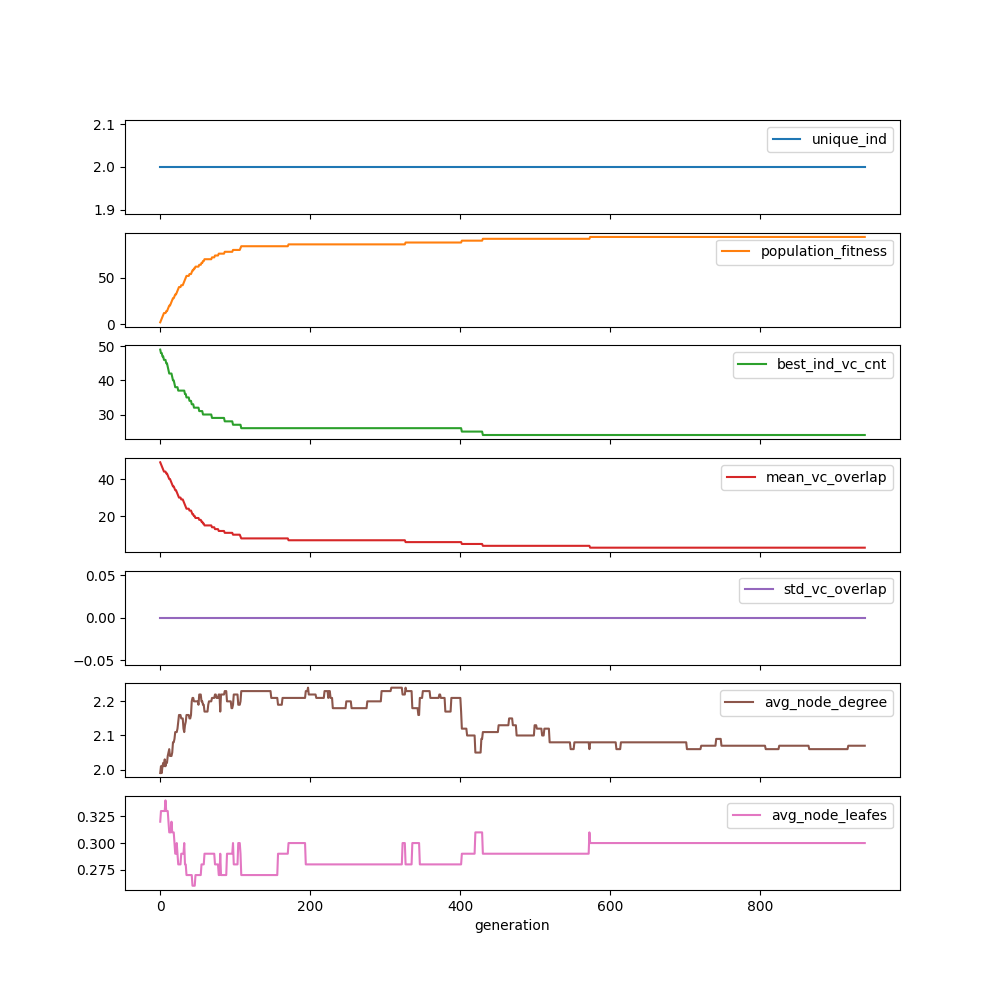 2.1
unique_ind
2.0
1.9
population_fitness
50
0
50
best_ind_vc_cnt
40
30
mean_vc_overlap
40
20
0.05
std_vc_overlap
0.00
−0.05
avg_node_degree
2.2
2.1
2.0
avg_node_leafes
0.325
0.300
0.275
0 200 400 600 800
generation